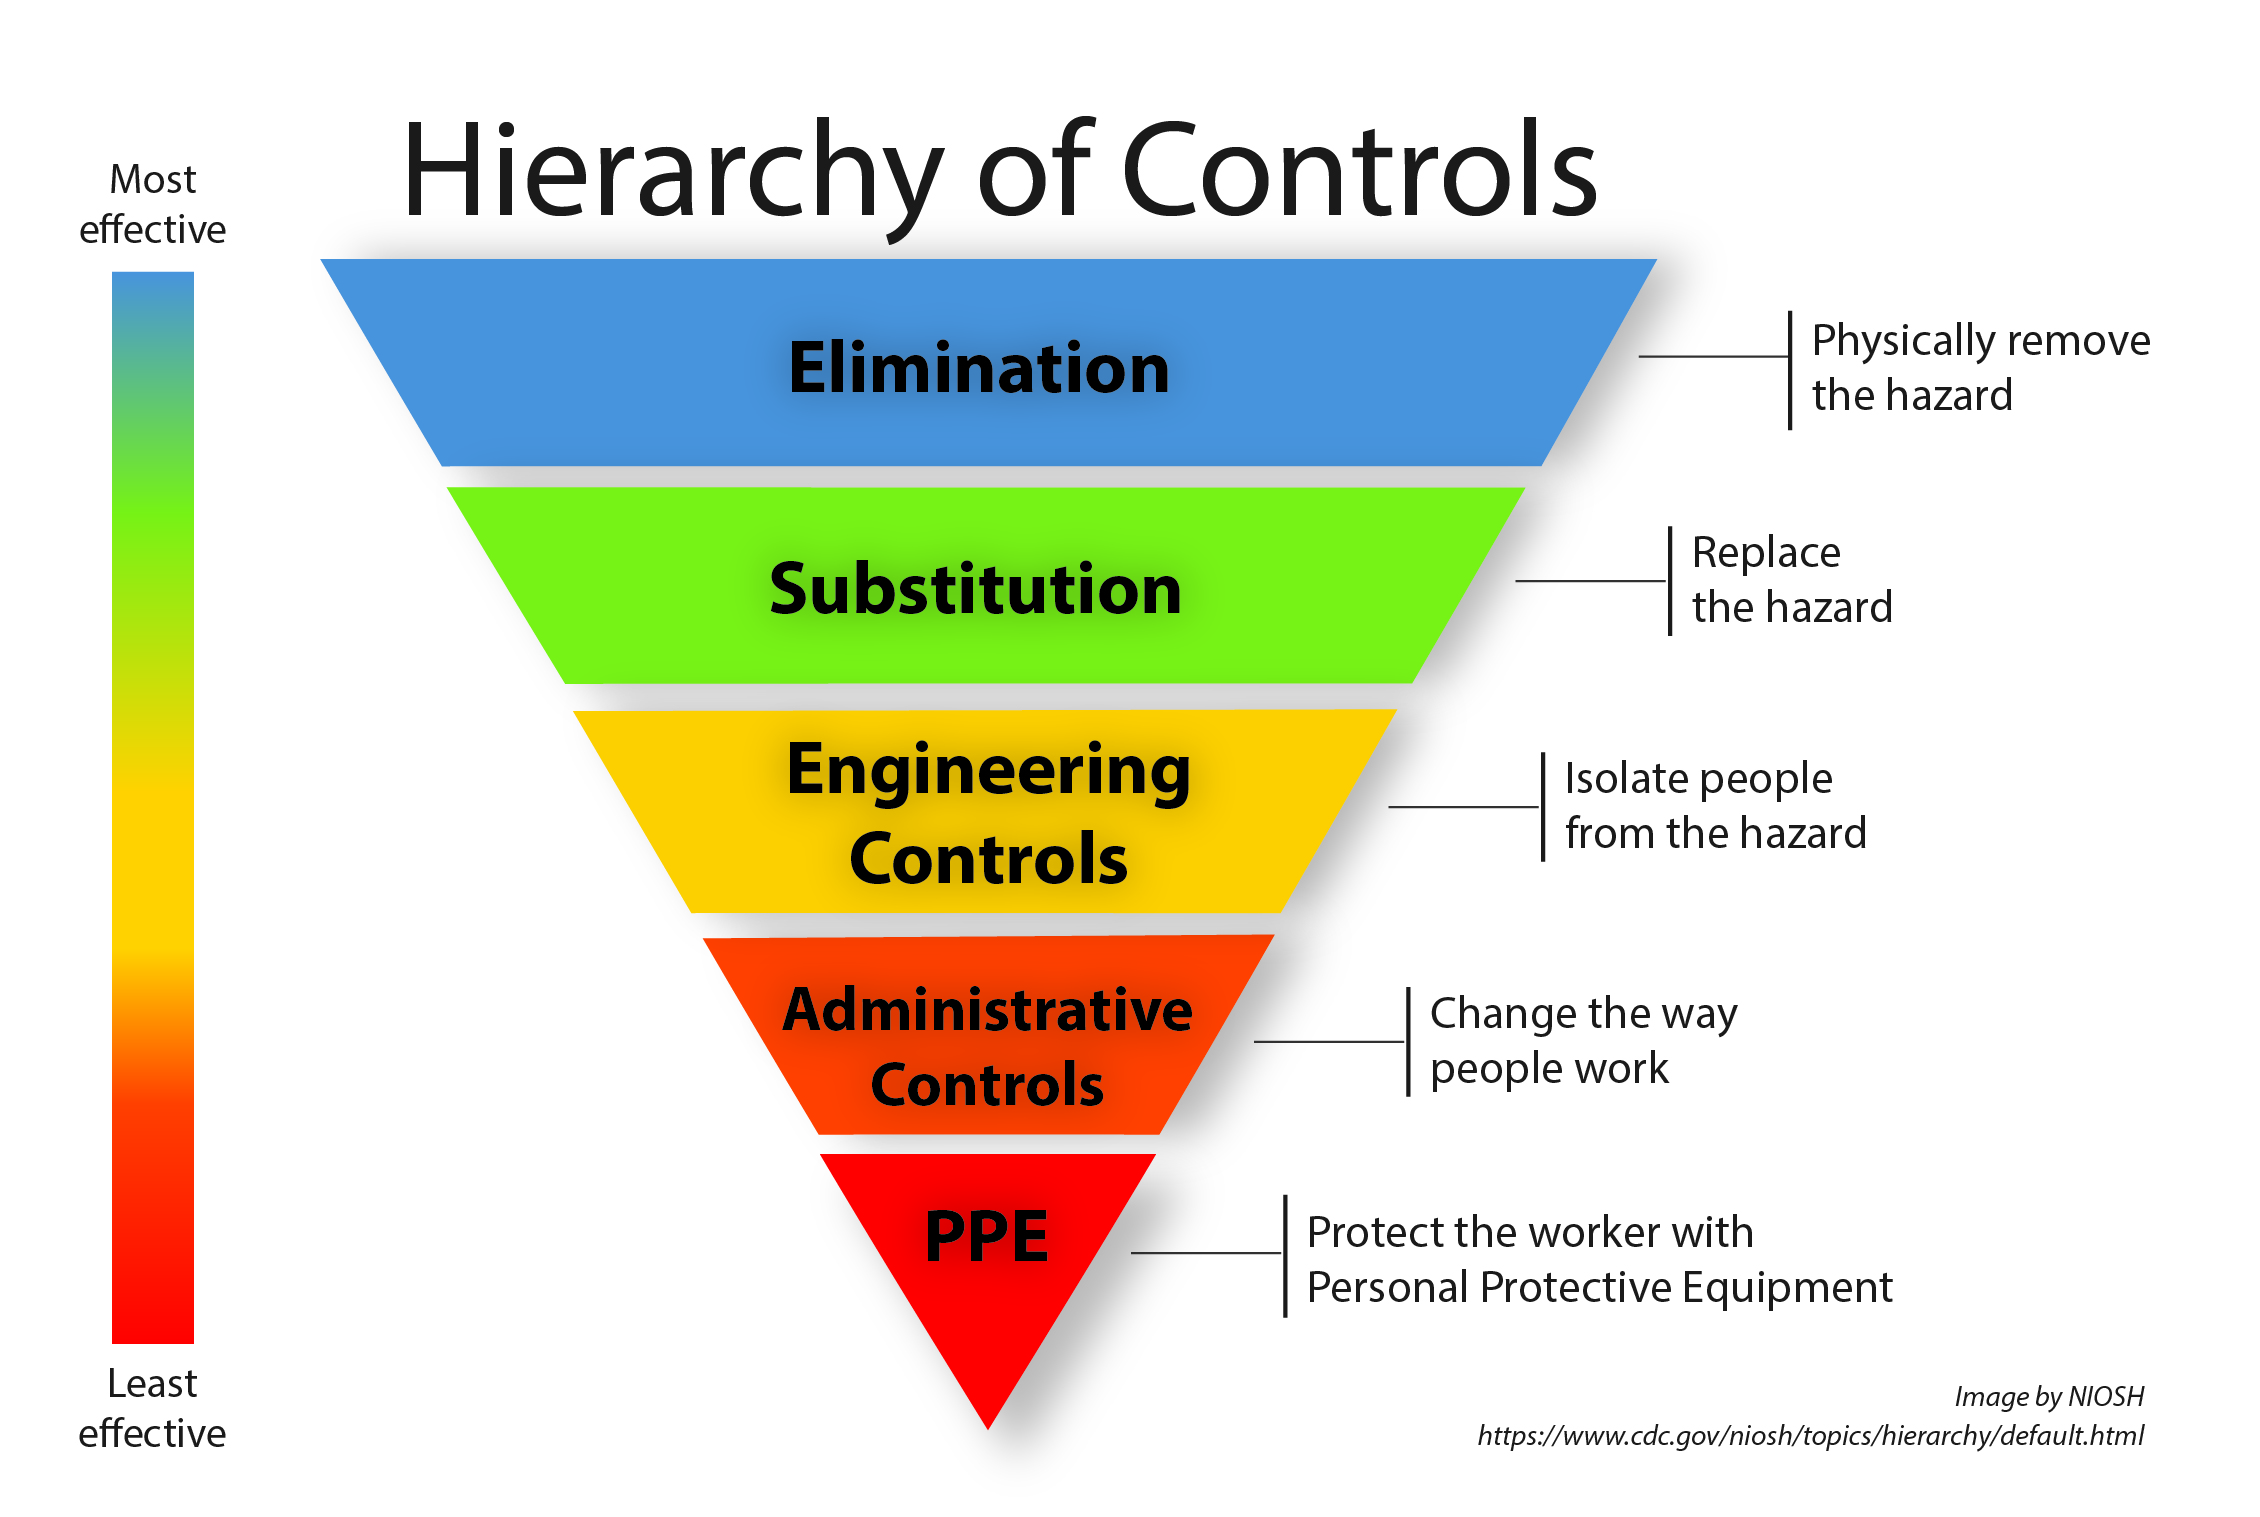 Hierarchy of Controls
Most
effective
Elimination
Physically remove
the hazard
Substitution
Replace
the hazard
Engineering
Controls
Isolate people
from the hazard
Administrative
Controls
Change the way
people work
PPE
Protect the worker with
Personal Protective Equipment
Least
effective
Image by NIOSH
https://www.cdc.gov/niosh/topics/hierarchy/default.html